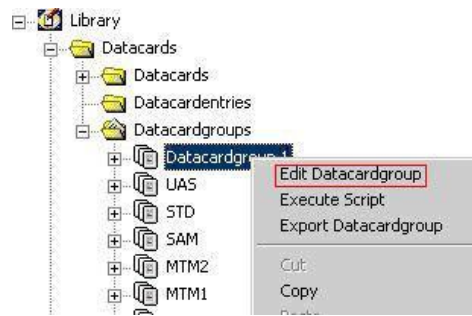 Library
Datacards
Datacards
Datacardentries
Datacardgroups
Datacardgroup 1
Edit Datacardgroup
UAS
Execute Script
STD
Export Datacardgroup
SAM
MTM2
Cut
MTM1
Copy
Paste